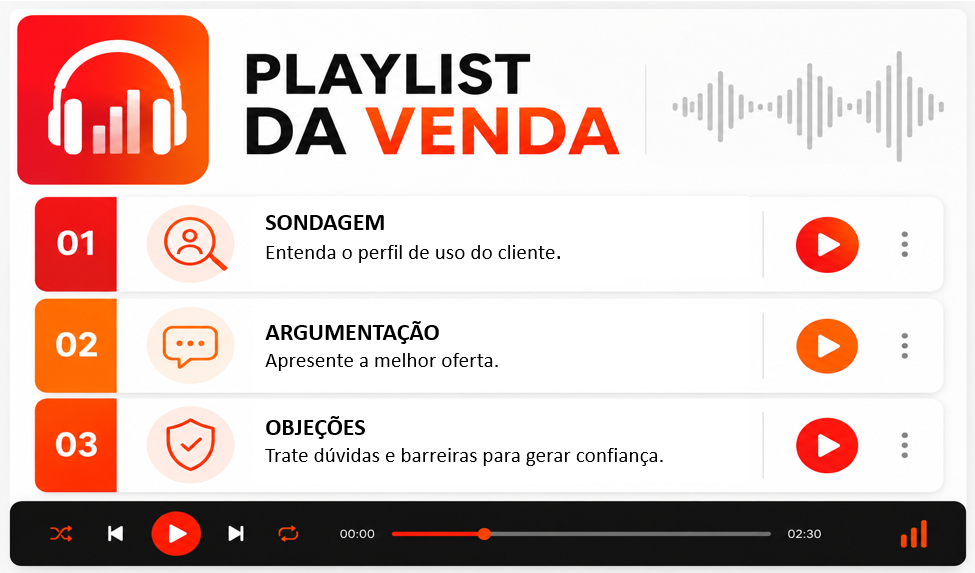 PLAYLIST
DA VENDA
01
SONDAGEM
Entenda o perfil de uso do cliente.
02
ARGUMENTAÇÃO
Apresente a melhor oferta.
03
OBJEÇÕES
Trate dúvidas e barreiras para gerar confiança.
00:00 02:30